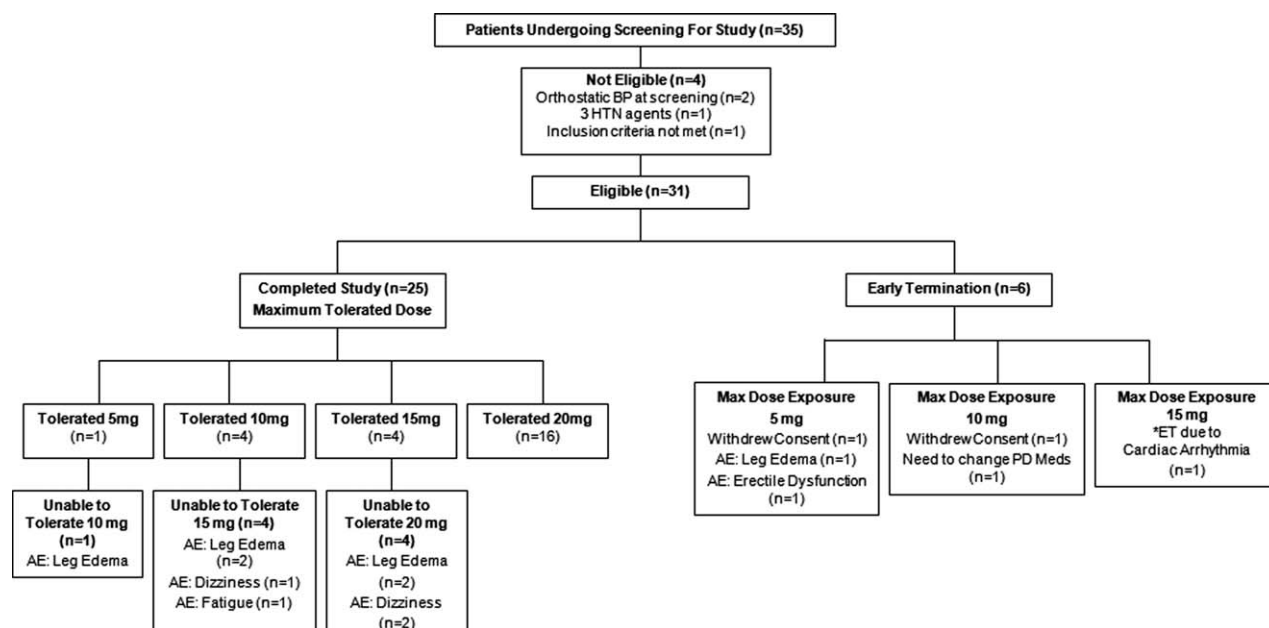 Patients Undergoing Screening For Study (n=35)
Not Eligible (n=4)
Orthostatic BP at screening (n=2)
3 HTN agents (n=1)
Inclusion criteria not met (n=1)
Eligible (n=31)
Completed Study (n=25)
Maximum Tolerated Dose
Early Termination (n=6)
Tolerated 5mg
(n=1)
Tolerated 10mg
(n=4)
Tolerated 15mg
(n=4)
Tolerated 20mg
(n=16)
Max Dose Exposure
5 mg
Withdrew Consent (n=1)
AE: Leg Edema (n=1)
AE: Erectile Dysfunction
(n=1)
Max Dose Exposure
10 mg
Withdrew Consent (n=1)
Need to change PD Meds
(n=1)
Max Dose Exposure
15 mg
*ET due to
Cardiac Arrhythmia
(n=1)
Unable to
Tolerate 10 mg
(n=1)
AE: Leg Edema
Unable to Tolerate
15 mg (n=4)
AE: Leg Edema
(n=2)
AE: Dizziness (n=1)
AE: Fatigue (n=1)
Unable to
Tolerate 20 mg
(n=4)
AE: Leg Edema
(n=2)
AE: Dizziness
(n=2)